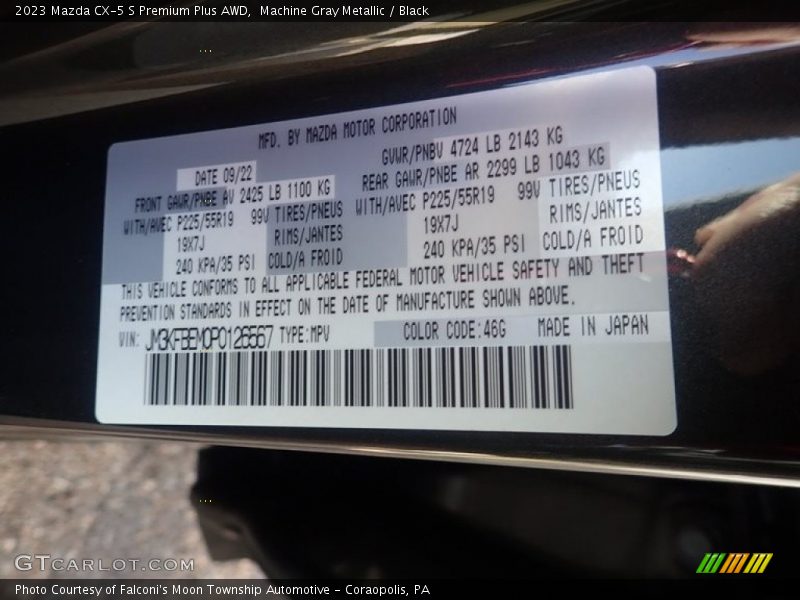 2023 Mazda CX-5 S Premium Plus AWD,  Machine Gray Metallic / Black
MFD. BY MAZDA MOTOR CORPORATION
DATE 09/22
GVWR/PNBV 4724 LB 2143 KG
FRONT GAWR/PNBE AV 2425 LB 1100 KG
REAR GAWR/PNBE AR 2299 LB 1043 KG
WITH/AVEC P225/55R19 99V TIRES/PNEUS
WITH/AVEC P225/55R19 99V TIRES/PNEUS
19X7J RIMS/JANTES
19X7J RIMS/JANTES
240 KPA/35 PSI COLD/A FROID
240 KPA/35 PSI COLD/A FROID
THIS VEHICLE CONFORMS TO ALL APPLICABLE FEDERAL MOTOR VEHICLE SAFETY AND THEFT
PREVENTION STANDARDS IN EFFECT ON THE DATE OF MANUFACTURE SHOWN ABOVE.
VIN: JM3KFBEM0P0126567 TYPE:MPV COLOR CODE:46G MADE IN JAPAN
GTCARLOT.COM
Photo Courtesy of Falconi's Moon Township Automotive - Coraopolis, PA